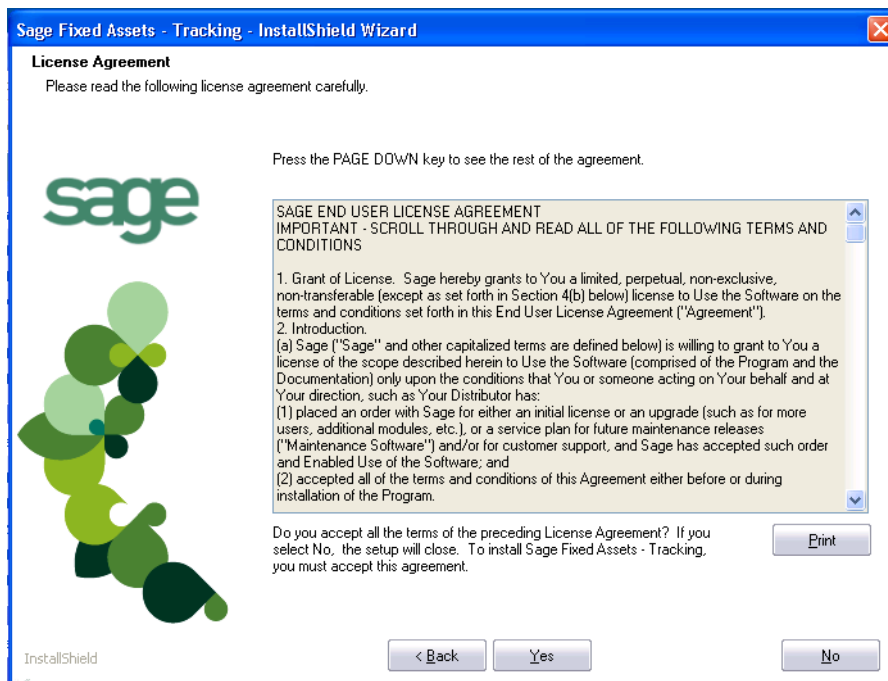 Sage Fixed Assets - Tracking - InstallShield Wizard
License Agreement
Please read the following license agreement carefully.
Press the PAGE DOWN key to see the rest of the agreement.
sage
SAGE END USER LICENSE AGREEMENT
IMPORTANT - SCROLL THROUGH AND READ ALL OF THE FOLLOWING TERMS AND
CONDITIONS
1. Grant of License.  Sage hereby grants to You a limited, perpetual, non-exclusive,
non-transferable (except as set forth in Section 4(b) below) license to Use the Software on the
terms and conditions set forth in this End User License Agreement ("Agreement").
2. Introduction.
(a) Sage ("Sage" and other capitalized terms are defined below) is willing to grant to You a
license of the scope described herein to Use the Software (comprised of the Program and the
Documentation) only upon the conditions that You or someone acting on Your behalf and at
Your direction, such as Your Distributor has:
(1) placed an order with Sage for either an initial license or an upgrade (such as for more
users, additional modules, etc.), or a service plan for future maintenance releases
("Maintenance Software") and/or for customer support, and Sage has accepted such order
and Enabled Use of the Software; and
(2) accepted all of the terms and conditions of this Agreement either before or during
installation of the Program.
Do you accept all the terms of the preceding License Agreement?  If you
select No,  the setup will close.  To install Sage Fixed Assets - Tracking,
you must accept this agreement.
Print
InstallShield
< Back
Yes
No